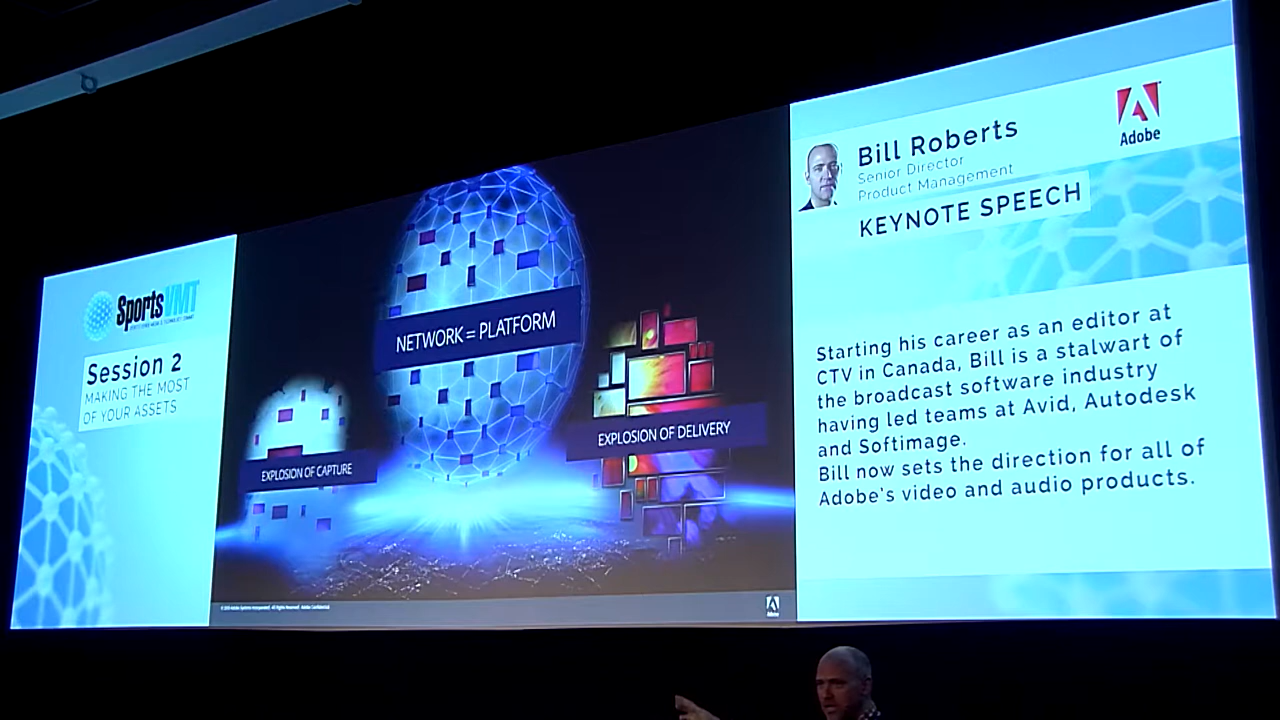 SportsVMT
Session 2
MAKING THE MOST
OF YOUR ASSETS
NETWORK = PLATFORM
EXPLOSION OF CAPTURE
EXPLOSION OF DELIVERY
Adobe
Bill Roberts
Senior Director
Product Management
KEYNOTE SPEECH
Adobe
Starting his career as an editor at
CTV in Canada, Bill is a stalwart of
the broadcast software industry
having led teams at Avid, Autodesk
and Softimage.
Bill now sets the direction for all of
Adobe's video and audio products.